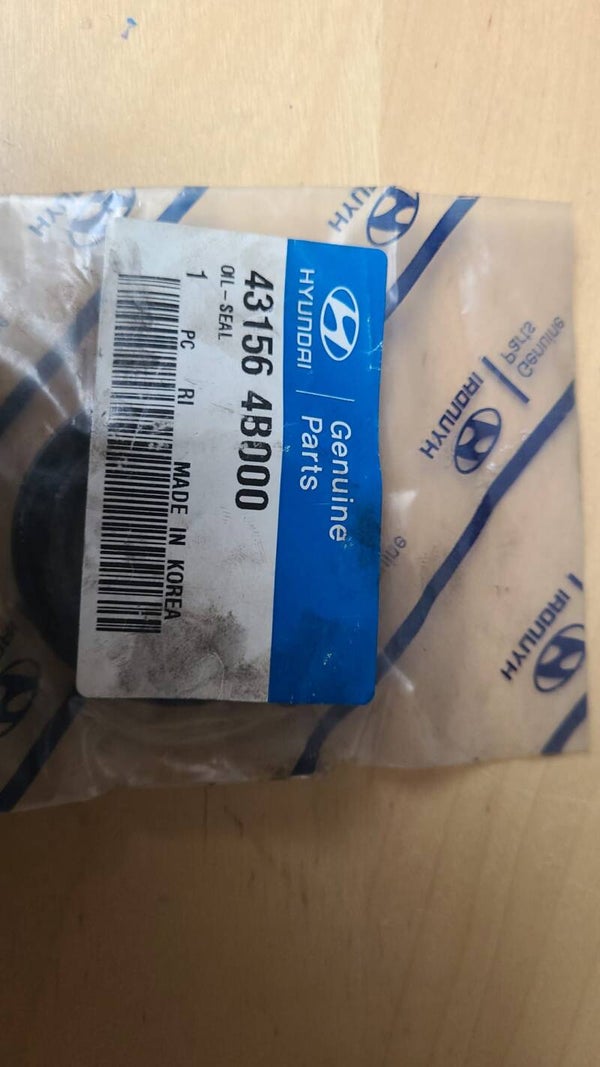 HYUNDAI
Genuine
Parts
43156 4B000
OIL-SEAL
1 PC RI MADE IN KOREA
HYUNDAI
HYUNDAI
Genuine
Parts
HYUNDAI